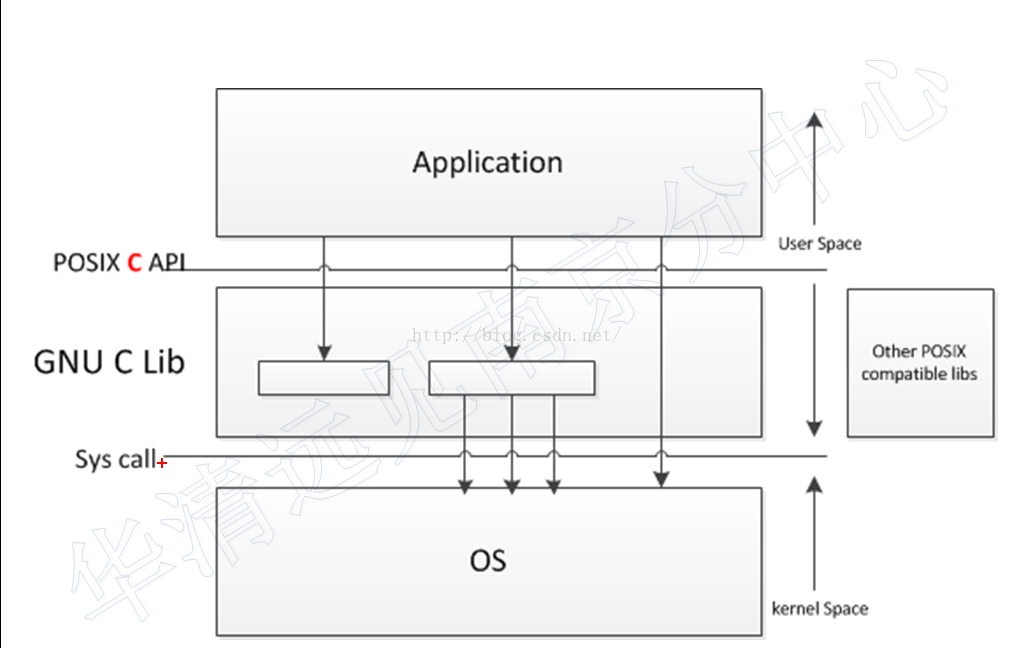 Application
User Space
POSIX C API
http://blog.csdn.net/
GNU C Lib
Other POSIX
compatible libs
Sys call
OS
kernel Space
华清远见南京分中心